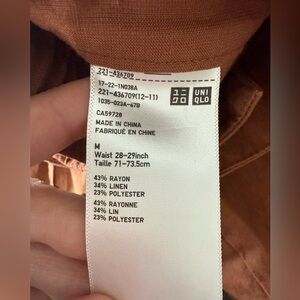 221-436709
17-22-1N038A
221-436709(12-11)
1035-023A-67B
ユニ
クロ
UNI
QLO
CA59728
MADE IN CHINA
FABRIQUÉ EN CHINE
M
Waist 28-29inch
Taille 71-73.5cm
43% RAYON
34% LINEN
23% POLYESTER
43% RAYONNE
34% LIN
23% POLYESTER